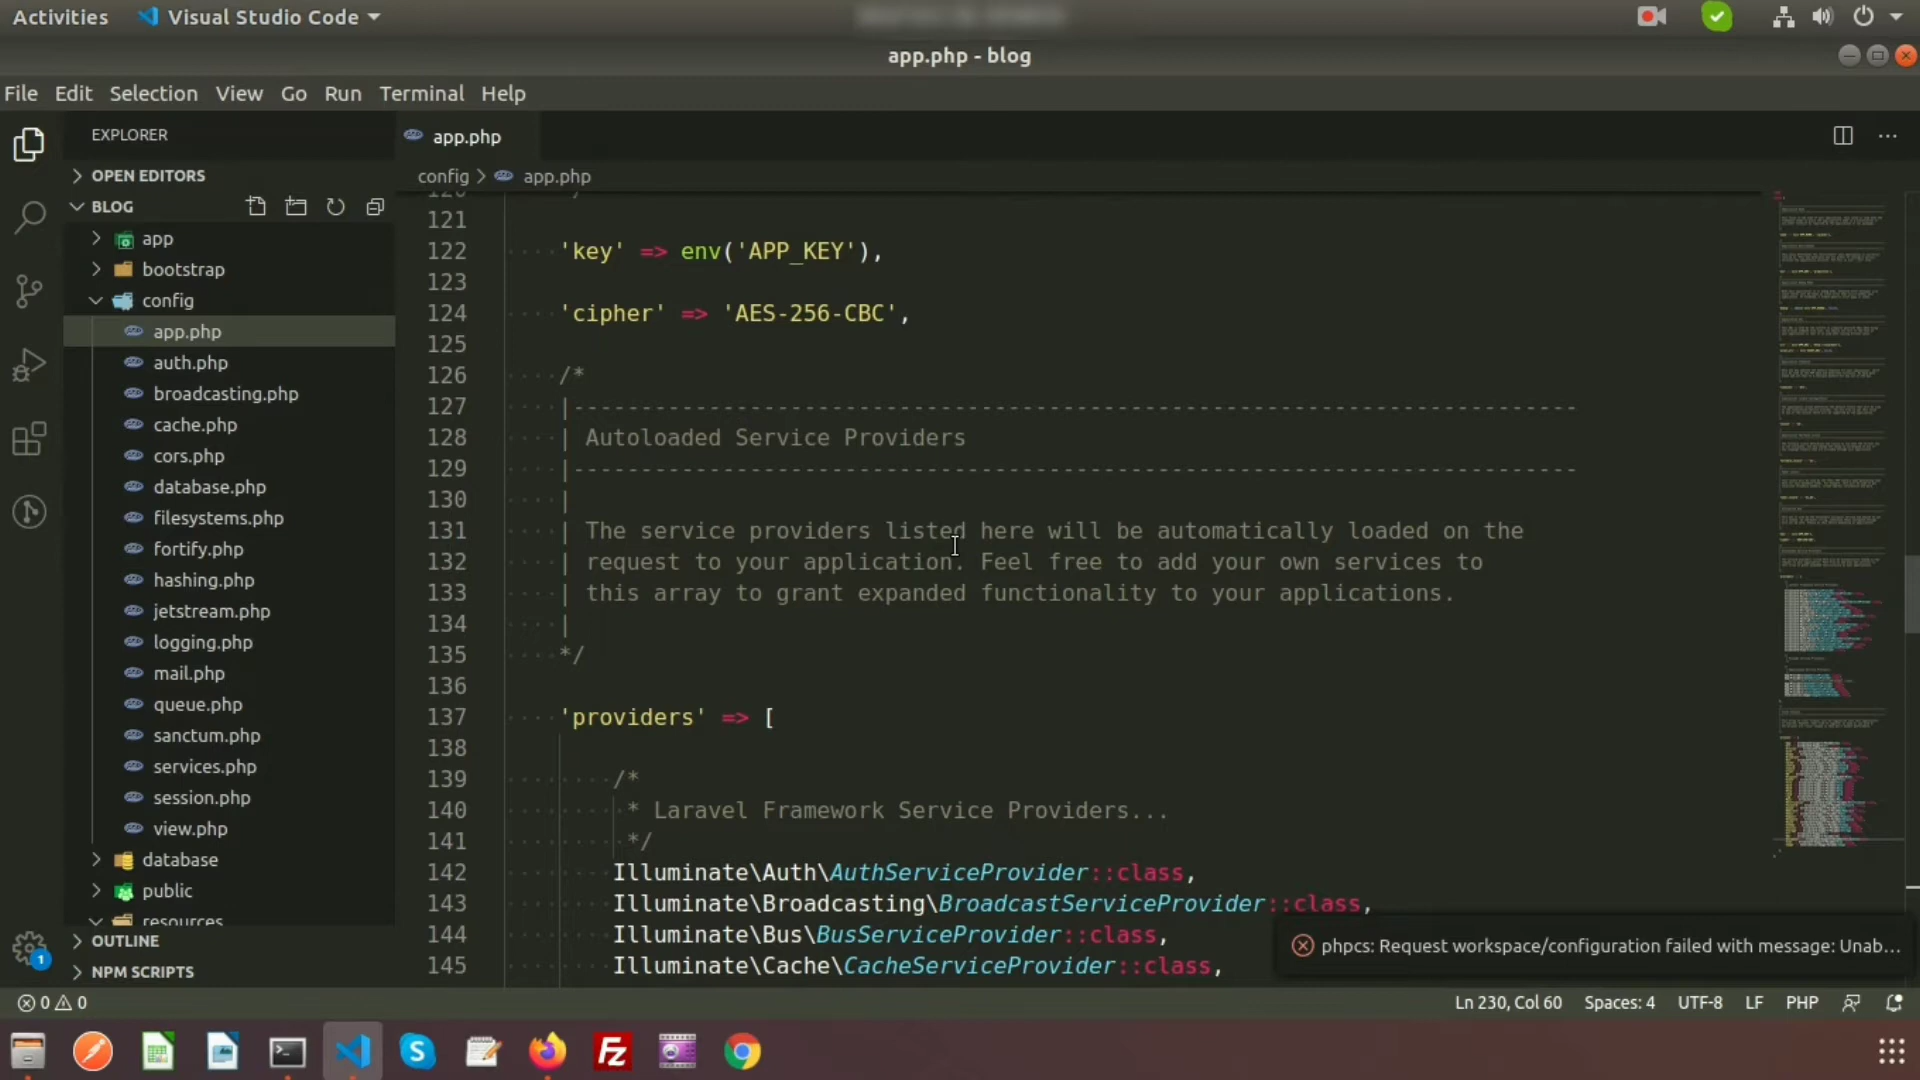 Activities
Visual Studio Code
app.php - blog
File Edit Selection View Go Run Terminal Help
EXPLORER
OPEN EDITORS
BLOG
app
bootstrap
config
app.php
auth.php
broadcasting.php
cache.php
cors.php
database.php
filesystems.php
fortify.php
hashing.php
jetstream.php
logging.php
mail.php
queue.php
sanctum.php
services.php
session.php
view.php
database
public
resources
OUTLINE
NPM SCRIPTS
app.php
config > app.php
121
122 'key' => env('APP_KEY'),
123
124 'cipher' => 'AES-256-CBC',
125
126 /*
127 |--------------------------------------------------------------------------
128 | Autoloaded Service Providers
129 |--------------------------------------------------------------------------
130 |
131 | The service providers listed here will be automatically loaded on the
132 | request to your application. Feel free to add your own services to
133 | this array to grant expanded functionality to your applications.
134 |
135 */
136
137 'providers' => [
138
139 /*
140 * Laravel Framework Service Providers...
141 */
142 Illuminate\Auth\AuthServiceProvider::class,
143 Illuminate\Broadcasting\BroadcastServiceProvider::class,
144 Illuminate\Bus\BusServiceProvider::class,
145 Illuminate\Cache\CacheServiceProvider::class,
phpcs: Request workspace/configuration failed with message: Unab...
1
0 0
Ln 230, Col 60 Spaces: 4 UTF-8 LF PHP